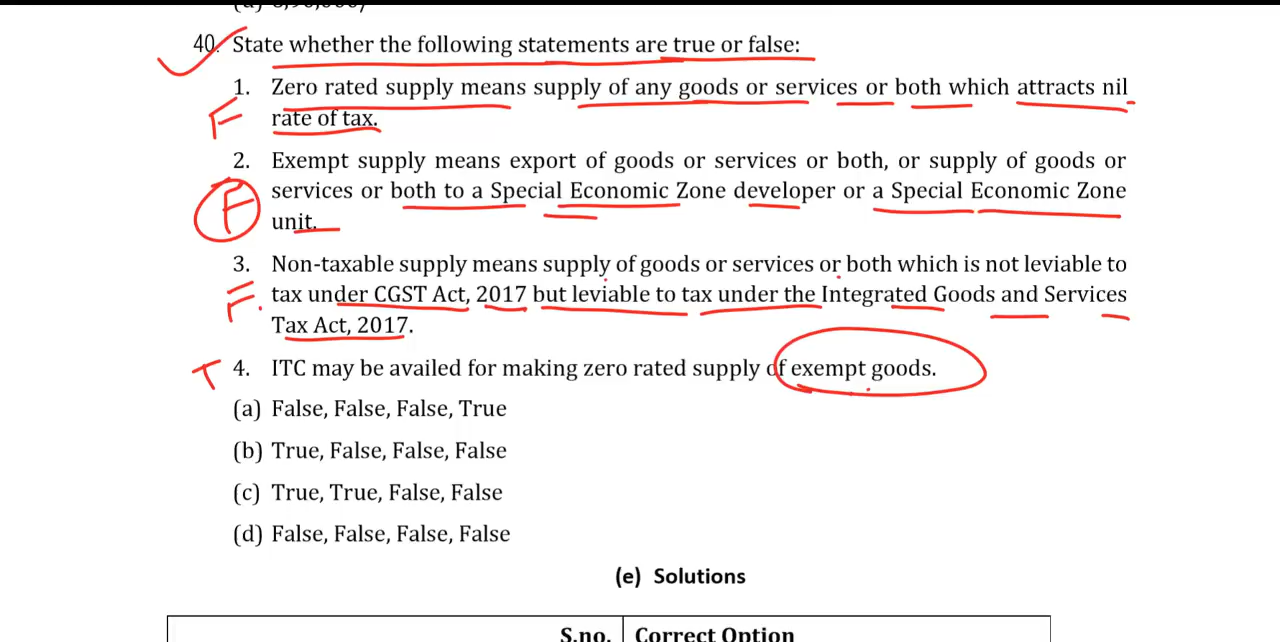 40. State whether the following statements are true or false:
1. Zero rated supply means supply of any goods or services or both which attracts nil
F rate of tax.
2. Exempt supply means export of goods or services or both, or supply of goods or
F services or both to a Special Economic Zone developer or a Special Economic Zone
unit.
3. Non-taxable supply means supply of goods or services or both which is not leviable to
F. tax under CGST Act, 2017 but leviable to tax under the Integrated Goods and Services
Tax Act, 2017.
T 4. ITC may be availed for making zero rated supply of exempt goods.
(a) False, False, False, True
(b) True, False, False, False
(c) True, True, False, False
(d) False, False, False, False
(e) Solutions
S.no. Correct Option